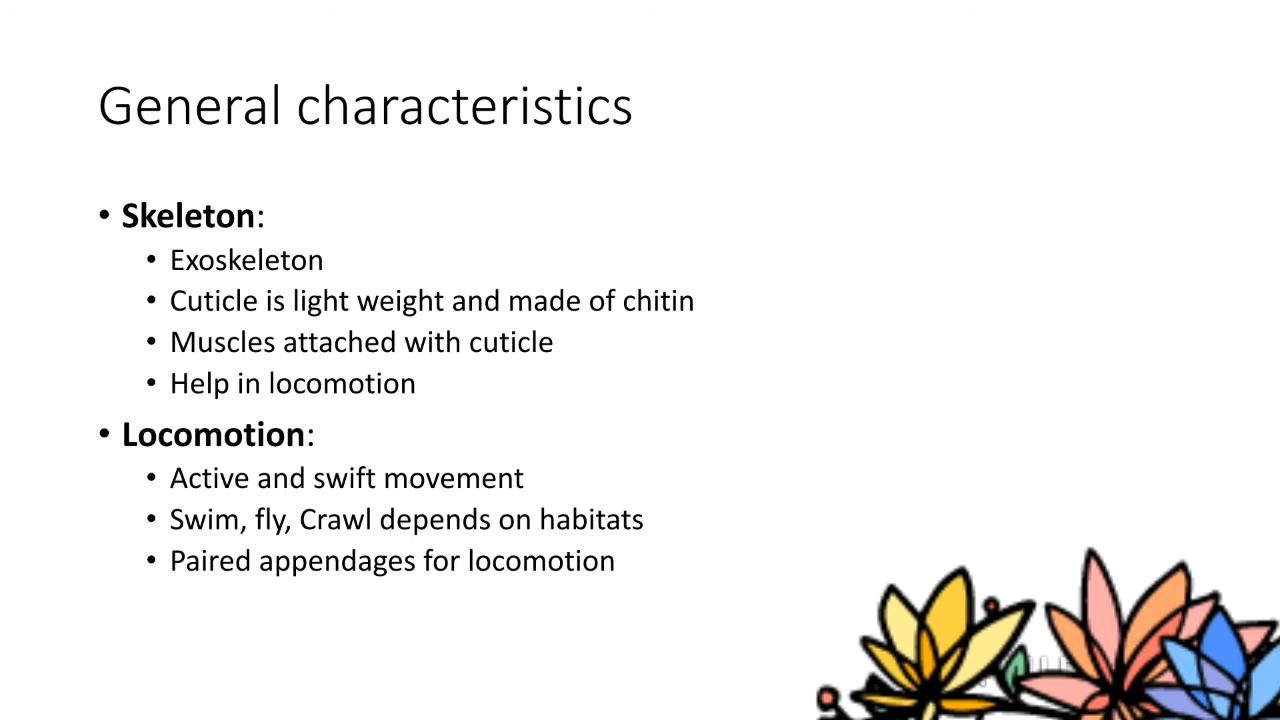 General characteristics
• Skeleton:
• Exoskeleton
• Cuticle is light weight and made of chitin
• Muscles attached with cuticle
• Help in locomotion
• Locomotion:
• Active and swift movement
• Swim, fly, Crawl depends on habitats
• Paired appendages for locomotion